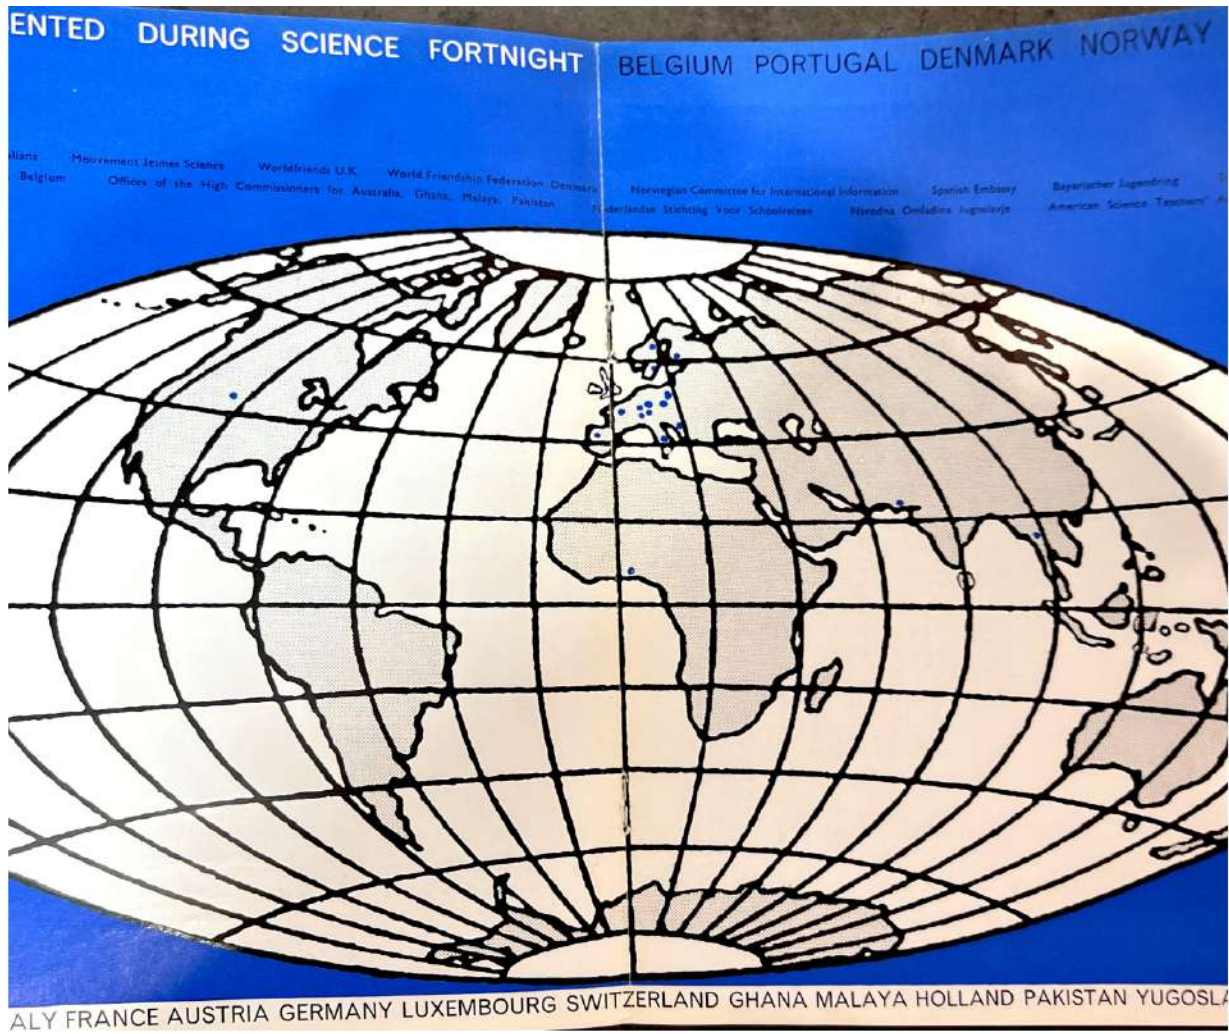 ENTED DURING SCIENCE FORTNIGHT BELGIUM PORTUGAL DENMARK NORWAY
Mouvement Jeunes Science Worldfriends U.K. World Friendship Federation Denmark Norwegian Committee for International Information Spanish Embassy Bayerischer Jugendring
Belgium Offices of the High Commissioners for Australia, Ghana, Malaya, Pakistan Nederlandse Stichting Voor Schoolreizen Narodna Omladina Jugoslavje American Science Teachers'
ALY FRANCE AUSTRIA GERMANY LUXEMBOURG SWITZERLAND GHANA MALAYA HOLLAND PAKISTAN YUGOSLA